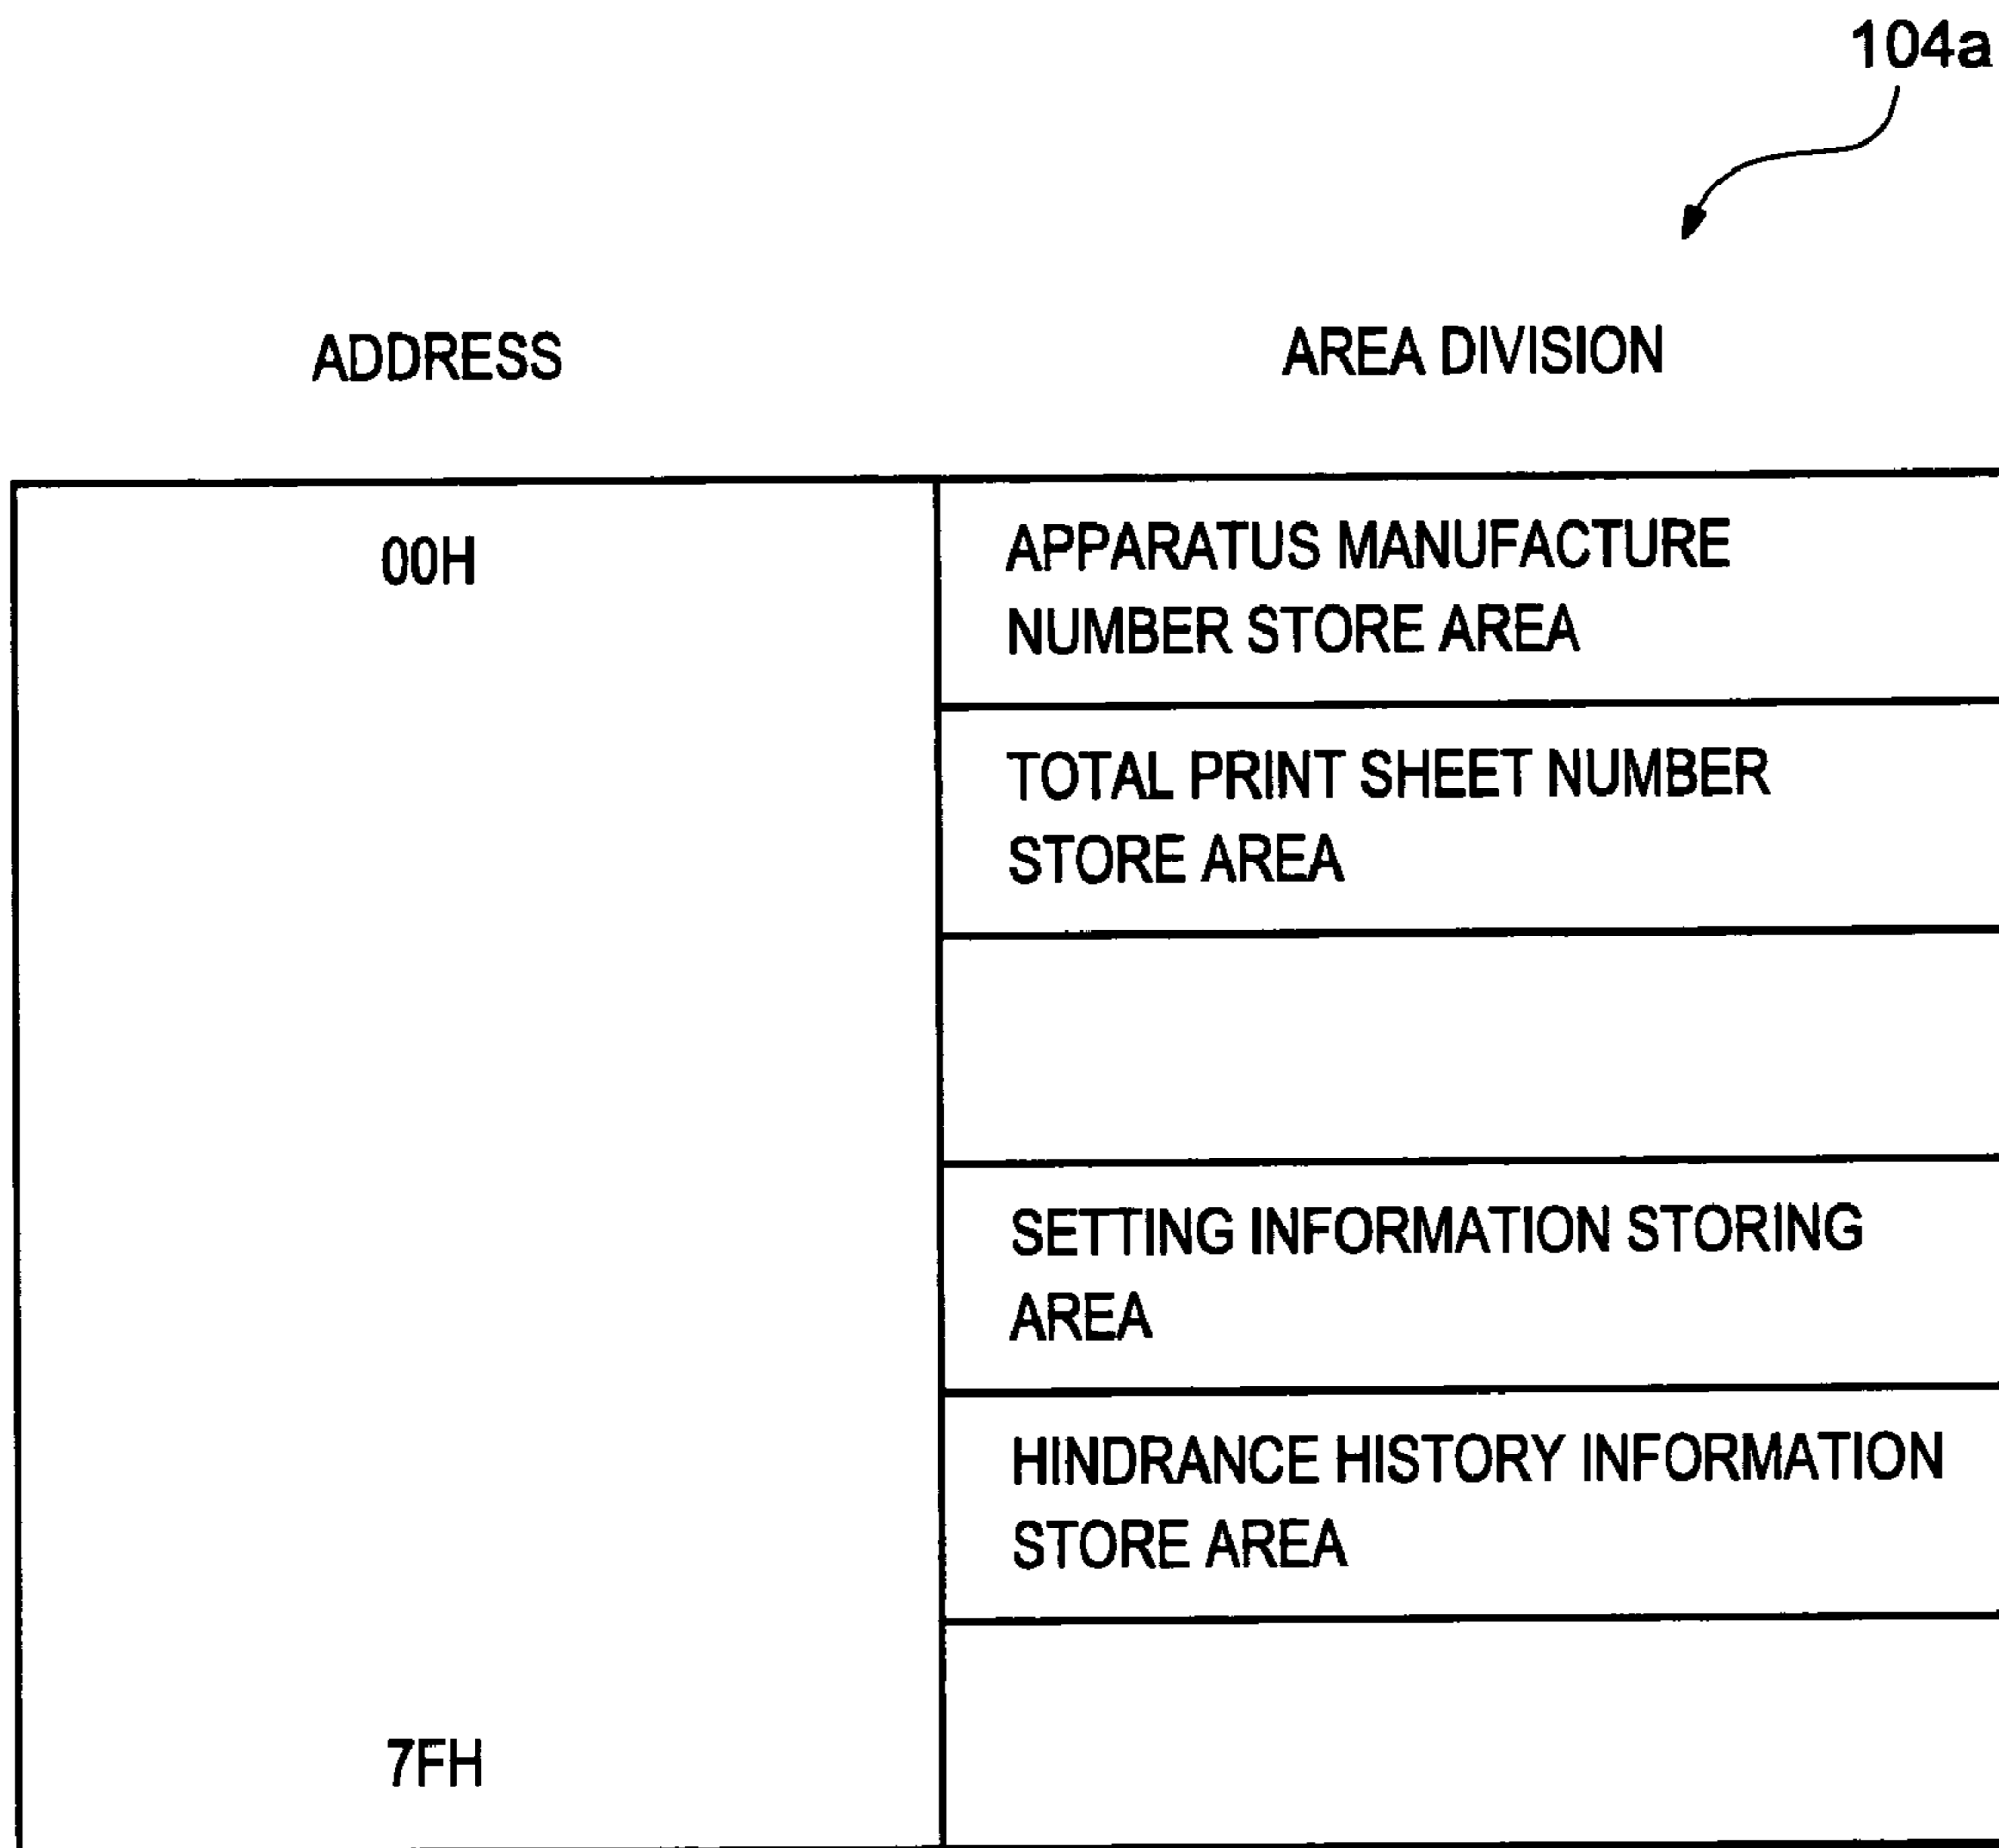 104a
ADDRESS
AREA DIVISION
00H
APPARATUS MANUFACTURE
NUMBER STORE AREA
TOTAL PRINT SHEET NUMBER
STORE AREA
SETTING INFORMATION STORING
AREA
HINDRANCE HISTORY INFORMATION
STORE AREA
7FH